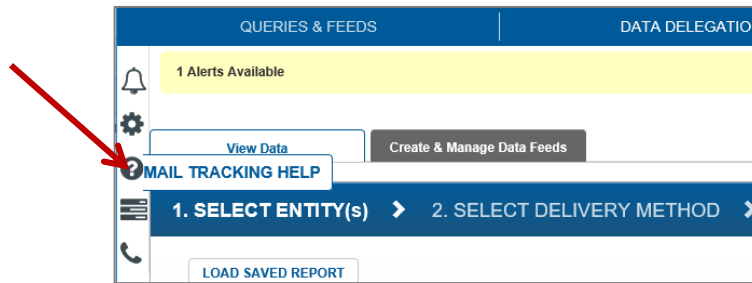 QUERIES & FEEDS
DATA DELEGATIO
1 Alerts Available
View Data
Create & Manage Data Feeds
MAIL TRACKING HELP
1. SELECT ENTITY(s)
2. SELECT DELIVERY METHOD
LOAD SAVED REPORT